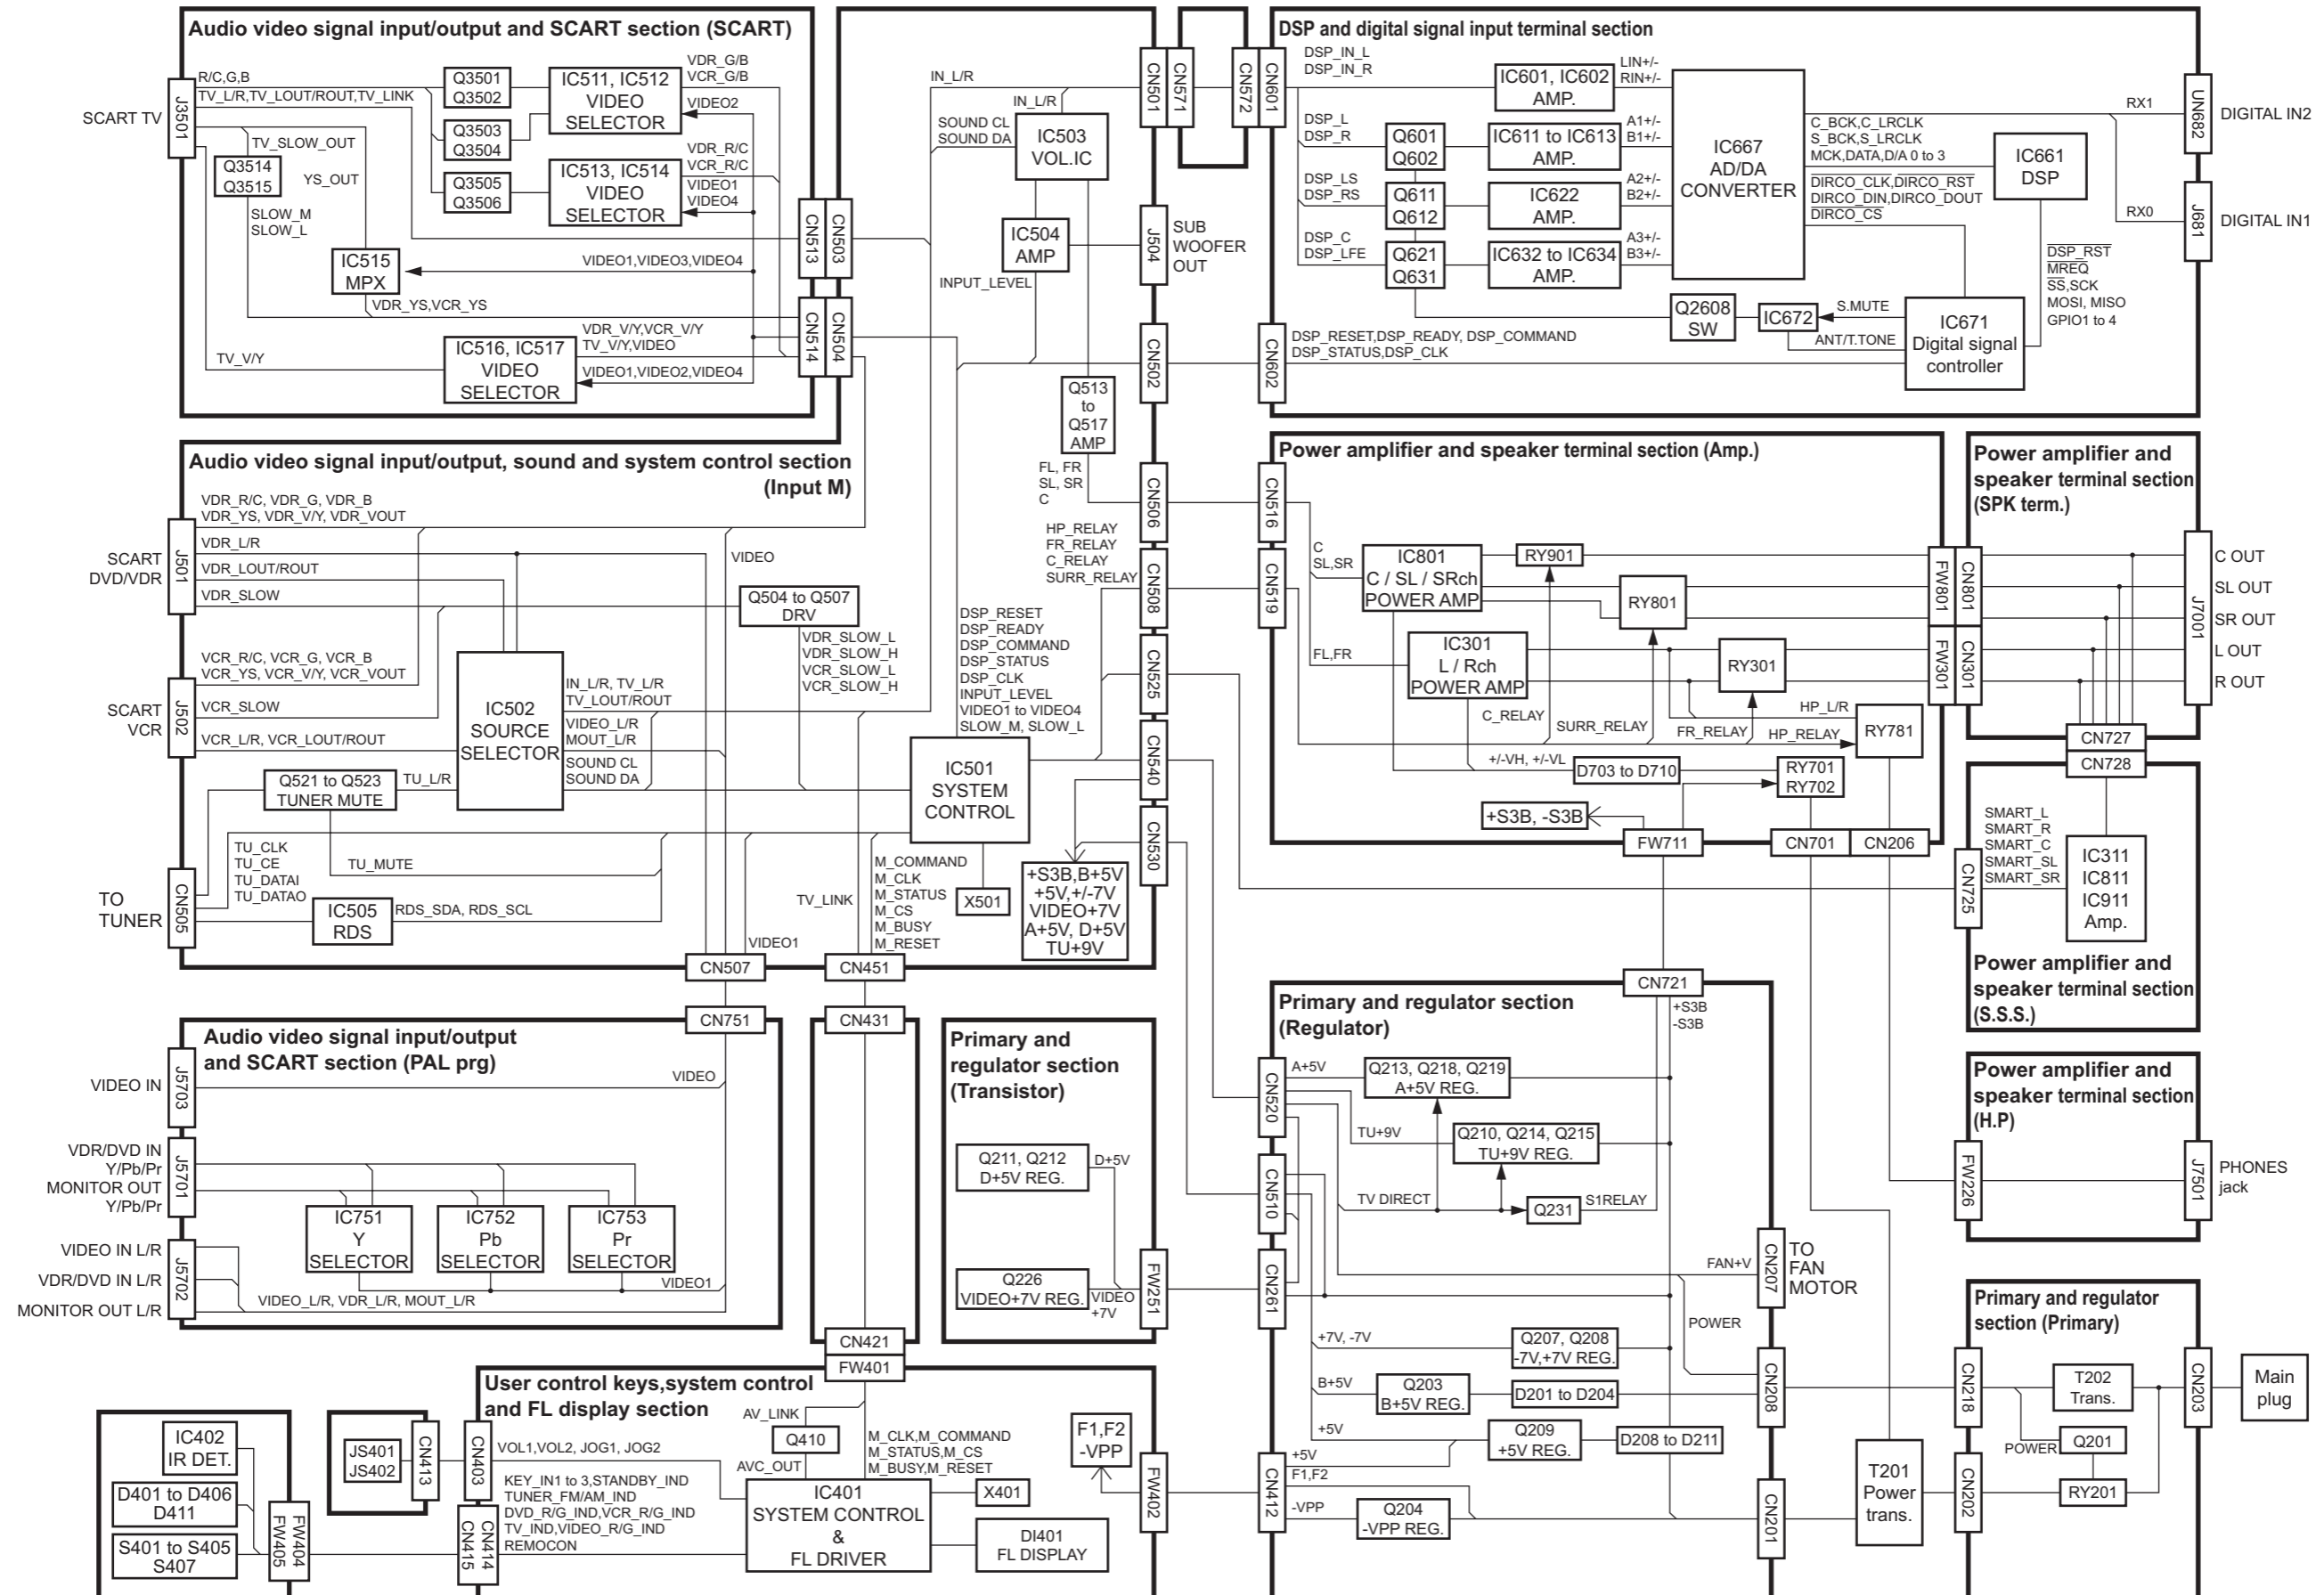 Audio video signal input/output and SCART section (SCART)
SCART TV
J3501
R/C,G,B
TV_L/R,TV_LOUT/ROUT,TV_LINK
Q3501
Q3502
Q3503
Q3504
Q3505
Q3506
IC511, IC512
VIDEO
SELECTOR
VDR_G/B
VCR_G/B
VIDEO2
IC513, IC514
VIDEO
SELECTOR
VDR_R/C
VCR_R/C
VIDEO1
VIDEO4
TV_SLOW_OUT
Q3514
Q3515
YS_OUT
SLOW_M
SLOW_L
IC515
MPX
VIDEO1,VIDEO3,VIDEO4
VDR_YS,VCR_YS
TV_V/Y
IC516, IC517
VIDEO
SELECTOR
VDR_V/Y,VCR_V/Y
TV_V/Y,VIDEO
VIDEO1,VIDEO2,VIDEO4
CN513
CN503
CN514
CN504
Audio video signal input/output, sound and system control section
(Input M)
IN_L/R
IN_L/R
SOUND CL
SOUND DA
IC503
VOL.IC
IC504
AMP
INPUT_LEVEL
Q513
to
Q517
AMP
FL, FR
SL, SR
C
HP_RELAY
FR_RELAY
C_RELAY
SURR_RELAY
CN501
CN571
CN572
CN601
J504
SUB
WOOFER
OUT
CN502
CN602
CN506
CN516
CN508
CN519
CN525
CN540
CN530
SCART
DVD/VDR
J501
VDR_R/C, VDR_G, VDR_B
VDR_YS, VDR_V/Y, VDR_VOUT
VDR_L/R
VDR_LOUT/ROUT
VDR_SLOW
VIDEO
Q504 to Q507
DRV
VDR_SLOW_L
VDR_SLOW_H
VCR_SLOW_L
VCR_SLOW_H
DSP_RESET
DSP_READY
DSP_COMMAND
DSP_STATUS
DSP_CLK
INPUT_LEVEL
VIDEO1 to VIDEO4
SLOW_M, SLOW_L
SCART
VCR
J502
VCR_R/C, VCR_G, VCR_B
VCR_YS, VCR_V/Y, VCR_VOUT
VCR_SLOW
VCR_L/R, VCR_LOUT/ROUT
IC502
SOURCE
SELECTOR
IN_L/R, TV_L/R
TV_LOUT/ROUT
VIDEO_L/R
MOUT_L/R
SOUND CL
SOUND DA
Q521 to Q523
TUNER MUTE
TU_L/R
IC501
SYSTEM
CONTROL
TO
TUNER
CN505
TU_CLK
TU_CE
TU_DATAI
TU_DATAO
TU_MUTE
IC505
RDS
RDS_SDA, RDS_SCL
VIDEO1
TV_LINK
M_COMMAND
M_CLK
M_STATUS
M_CS
M_BUSY
M_RESET
X501
+S3B,B+5V
+5V,+/-7V
VIDEO+7V
A+5V, D+5V
TU+9V
CN507
CN451
DSP and digital signal input terminal section
DSP_IN_L
DSP_IN_R
IC601, IC602
AMP.
LIN+/-
RIN+/-
DSP_L
DSP_R
Q601
Q602
IC611 to IC613
AMP.
A1+/-
B1+/-
DSP_LS
DSP_RS
Q611
Q612
IC622
AMP.
A2+/-
B2+/-
DSP_C
DSP_LFE
Q621
Q631
IC632 to IC634
AMP.
A3+/-
B3+/-
IC667
AD/DA
CONVERTER
RX1
UN682
DIGITAL IN2
C_BCK,C_LRCLK
S_BCK,S_LRCLK
MCK,DATA,D/A 0 to 3
IC661
DSP
DIRCO_CLK,DIRCO_RST
DIRCO_DIN,DIRCO_DOUT
DIRCO_CS
RX0
J681
DIGITAL IN1
DSP_RST
MREQ
SS,SCK
MOSI, MISO
GPIO1 to 4
Q2608
SW
IC672
S.MUTE
ANT/T.TONE
IC671
Digital signal
controller
DSP_RESET,DSP_READY, DSP_COMMAND
DSP_STATUS,DSP_CLK
Power amplifier and speaker terminal section (Amp.)
C
SL,SR
IC801
C / SL / SRch
POWER AMP
RY901
RY801
FL,FR
IC301
L / Rch
POWER AMP
RY301
C_RELAY
SURR_RELAY
FR_RELAY
HP_L/R
HP_RELAY
RY781
+/-VH, +/-VL
D703 to D710
RY701
RY702
+S3B, -S3B
FW711
CN701
CN206
FW801
CN801
FW301
CN301
Power amplifier and
speaker terminal section
(SPK term.)
J7001
C OUT
SL OUT
SR OUT
L OUT
R OUT
CN727
CN728
SMART_L
SMART_R
SMART_C
SMART_SL
SMART_SR
CN725
IC311
IC811
IC911
Amp.
Power amplifier and
speaker terminal section
(S.S.S.)
Audio video signal input/output
and SCART section (PAL prg)
CN751
VIDEO IN
J5703
VIDEO
VDR/DVD IN
Y/Pb/Pr
MONITOR OUT
Y/Pb/Pr
J5701
IC751
Y
SELECTOR
IC752
Pb
SELECTOR
IC753
Pr
SELECTOR
VIDEO IN L/R
VDR/DVD IN L/R
MONITOR OUT L/R
J5702
VIDEO1
VIDEO_L/R, VDR_L/R, MOUT_L/R
CN431
CN421
Primary and
regulator section
(Transistor)
Q211, Q212
D+5V REG.
D+5V
Q226
VIDEO+7V REG.
VIDEO
+7V
FW251
Primary and regulator section
(Regulator)
CN721
+S3B
-S3B
CN520
CN510
CN261
A+5V
Q213, Q218, Q219
A+5V REG.
TU+9V
Q210, Q214, Q215
TU+9V REG.
TV DIRECT
Q231
S1RELAY
FAN+V
CN207
TO
FAN
MOTOR
POWER
+7V, -7V
Q207, Q208
-7V,+7V REG.
B+5V
Q203
B+5V REG.
D201 to D204
CN208
+5V
Q209
+5V REG.
D208 to D211
+5V
F1,F2
-VPP
CN412
Q204
-VPP REG.
CN201
T201
Power
trans.
Power amplifier and
speaker terminal section
(H.P)
FW226
J7501
PHONES
jack
Primary and regulator
section (Primary)
CN218
T202
Trans.
CN203
Main
plug
POWER
Q201
CN202
RY201
FW401
User control keys,system control
and FL display section
IC402
IR DET.
D401 to D406
D411
S401 to S405
S407
FW405
FW404
JS401
JS402
CN413
CN403
CN415
CN414
VOL1,VOL2, JOG1, JOG2
KEY_IN1 to 3,STANDBY_IND
TUNER_FM/AM_IND
DVD_R/G_IND,VCR_R/G_IND
TV_IND,VIDEO_R/G_IND
REMOCON
AV_LINK
Q410
AVC_OUT
M_CLK,M_COMMAND
M_STATUS,M_CS
M_BUSY,M_RESET
IC401
SYSTEM CONTROL
&
FL DRIVER
X401
DI401
FL DISPLAY
F1,F2
-VPP
FW402